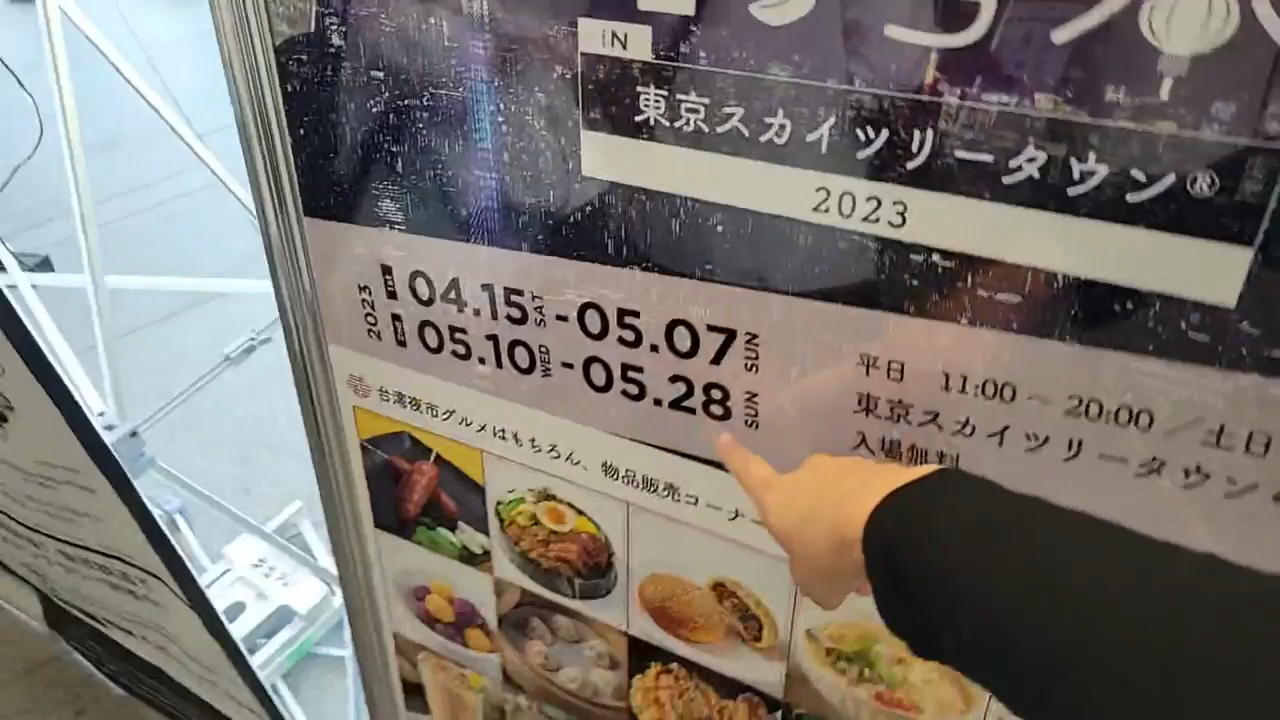 IN
東京スカイツリータウン®
2023
2023
1st 04.15 SAT -05.07 SUN
2nd 05.10 WED -05.28 SUN
平日 11:00～20:00／土日
東京スカイツリータウン
入場無料
台湾夜市グルメはもちろん、物品販売コーナー